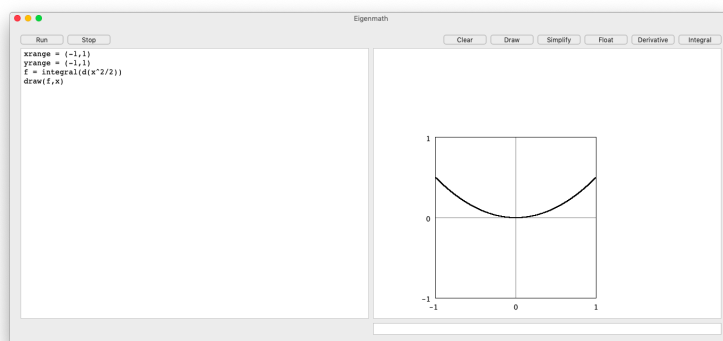 Eigenmath
Run Stop Clear Draw Simplify Float Derivative Integral
xrange = (-1,1)
yrange = (-1,1)
f = integral(d(x^2/2))
draw(f,x)
1
0
-1
-1 0 1